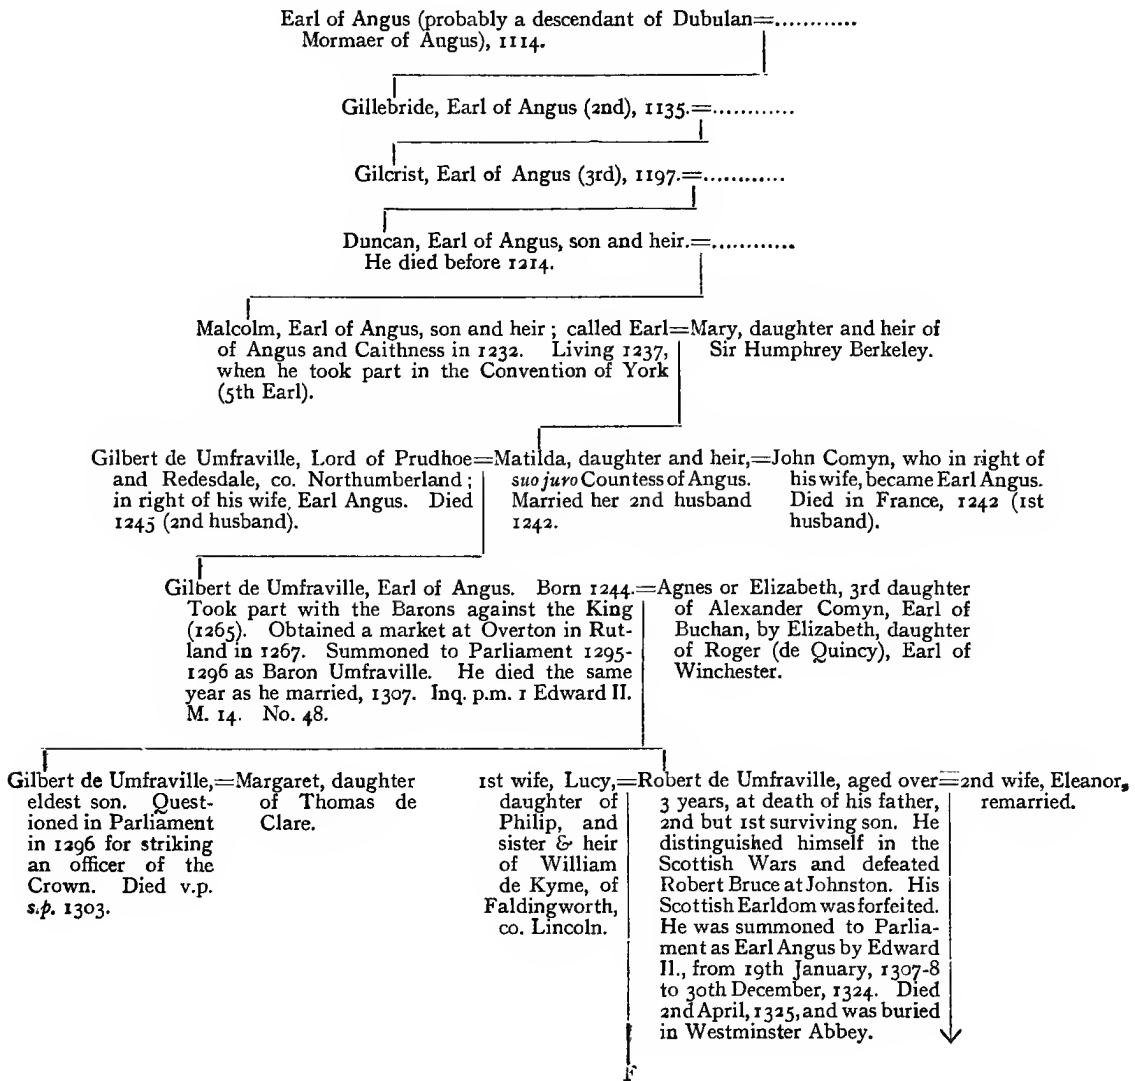 Earl of Angus (probably a descendant of Dubulan=............
Mormaer of Angus), 1114.
Gillebride, Earl of Angus (2nd), 1135.=............
Gilcrist, Earl of Angus (3rd), 1197.=............
Duncan, Earl of Angus, son and heir.=............
He died before 1214.
Malcolm, Earl of Angus, son and heir ; called Earl=Mary, daughter and heir of
of Angus and Caithness in 1232. Living 1237,
when he took part in the Convention of York
(5th Earl).
Sir Humphrey Berkeley.
Gilbert de Umfraville, Lord of Prudhoe=
and Redesdale, co. Northumberland ;
in right of his wife, Earl Angus. Died
1245 (2nd husband).
Matilda, daughter and heir,=
suo juro Countess of Angus.
Married her 2nd husband
1242.
John Comyn, who in right of
his wife, became Earl Angus.
Died in France, 1242 (1st
husband).
Gilbert de Umfraville, Earl of Angus. Born 1244.=
Took part with the Barons against the King
(1265). Obtained a market at Overton in Rut-
land in 1267. Summoned to Parliament 1295-
1296 as Baron Umfraville. He died the same
year as he married, 1307. Inq. p.m. 1 Edward II.
M. 14. No. 48.
Agnes or Elizabeth, 3rd daughter
of Alexander Comyn, Earl of
Buchan, by Elizabeth, daughter
of Roger (de Quincy), Earl of
Winchester.
Gilbert de Umfraville,=
eldest son. Quest-
ioned in Parliament
in 1296 for striking
an officer of the
Crown. Died v.p.
s.p. 1303.
Margaret, daughter
of Thomas de
Clare.
1st wife, Lucy,=
daughter of
Philip, and
sister & heir
of William
de Kyme, of
Faldingworth,
co. Lincoln.
Robert de Umfraville, aged over=
3 years, at death of his father,
2nd but 1st surviving son. He
distinguished himself in the
Scottish Wars and defeated
Robert Bruce at Johnston. His
Scottish Earldom was forfeited.
He was summoned to Parlia-
ment as Earl Angus by Edward
II., from 19th January, 1307-8
to 30th December, 1324. Died
2nd April, 1325, and was buried
in Westminster Abbey.
2nd wife, Eleanor,
remarried.
F